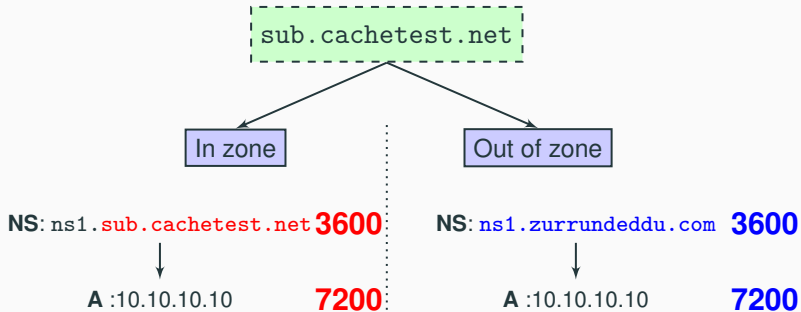 sub.cachetest.net
In zone
Out of zone
NS: ns1.sub.cachetest.net 3600
NS: ns1.zurrundeddu.com 3600
A :10.10.10.10 7200
A :10.10.10.10 7200